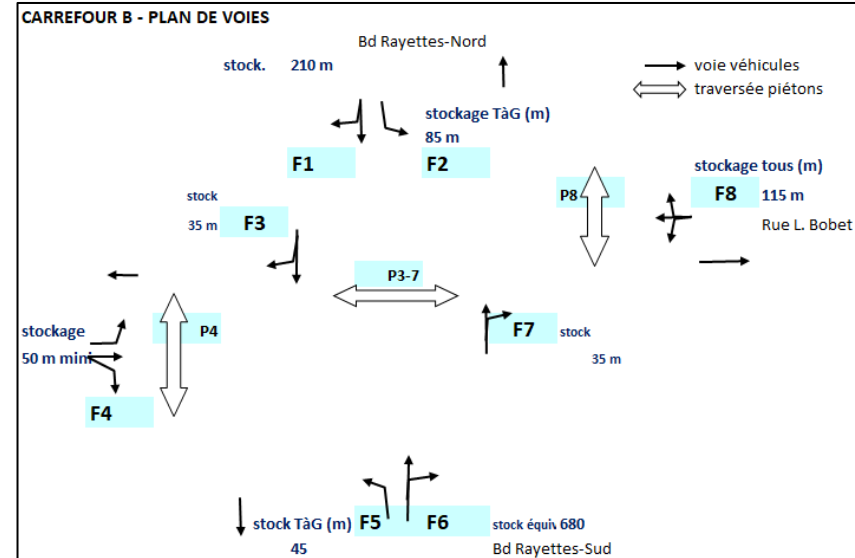 CARREFOUR B - PLAN DE VOIES
Bd Rayettes-Nord
stock. 210 m
voie véhicules
traversée piétons
stockage TàG (m)
85 m
F1
F2
stockage tous (m)
P8
F8 115 m
stock
35 m F3
Rue L. Bobet
P3-7
stockage
P4
F7 stock
50 m mini
35 m
F4
stock TàG (m) F5 F6 stock équiv 680
45
Bd Rayettes-Sud